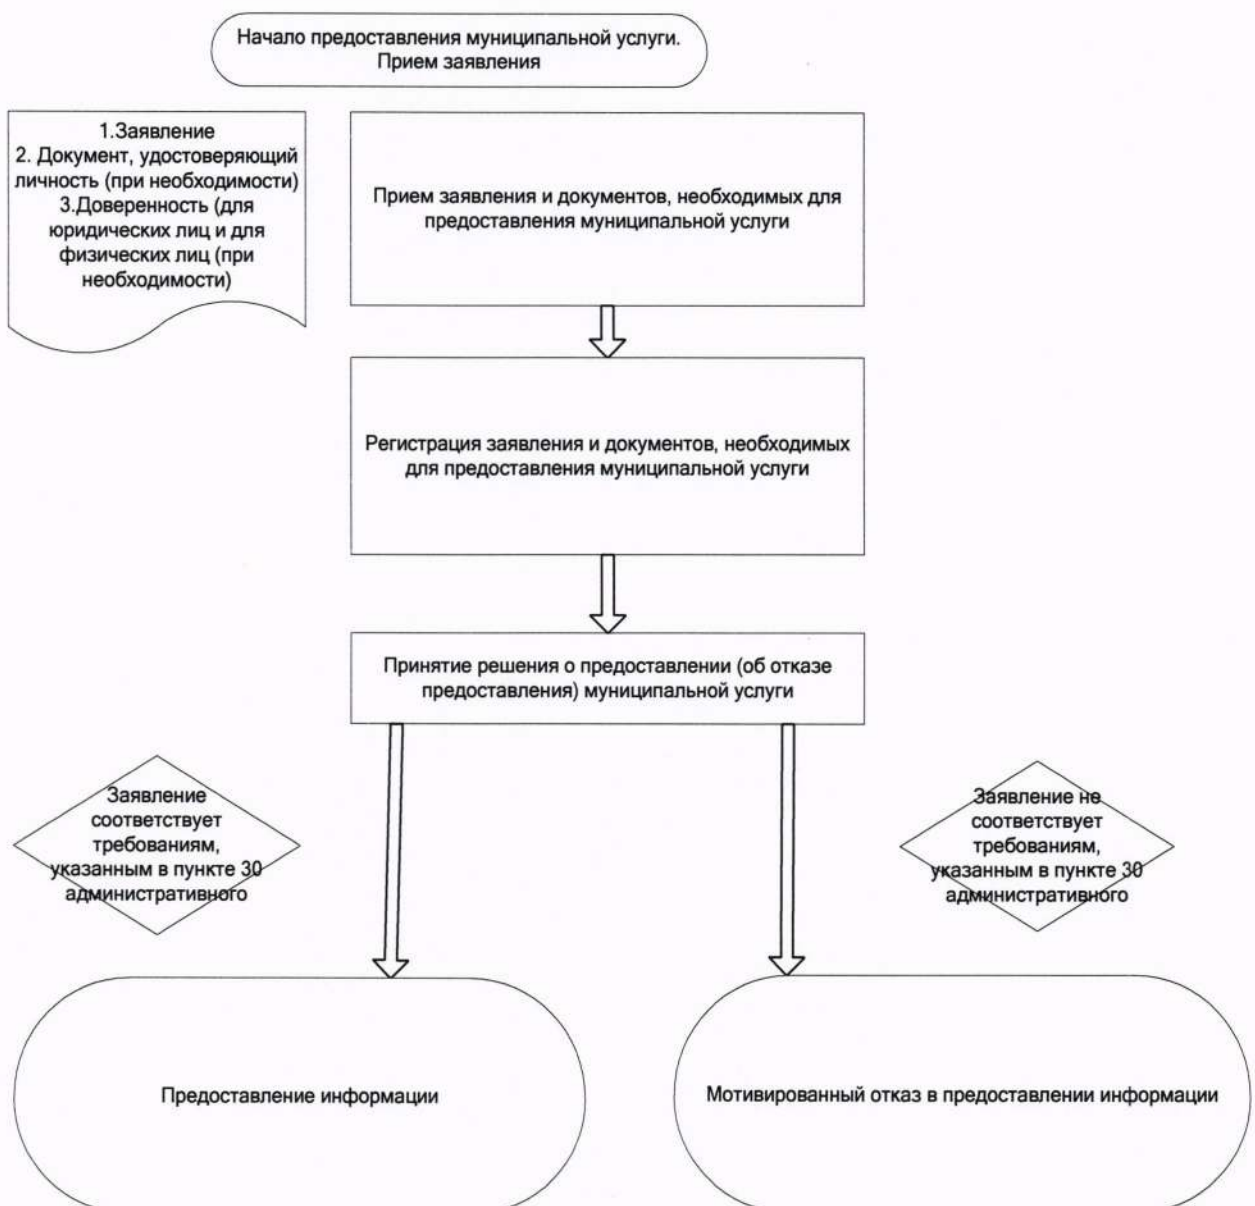 Начало предоставления муниципальной услуги.
Прием заявления
1.Заявление
2. Документ, удостоверяющий
личность (при необходимости)
3.Доверенность (для
юридических лиц и для
физических лиц (при
необходимости)
Прием заявления и документов, необходимых для
предоставления муниципальной услуги
Регистрация заявления и документов, необходимых
для предоставления муниципальной услуги
Принятие решения о предоставлении (об отказе
предоставления) муниципальной услуги
Заявление
соответствует
требованиям,
указанным в пункте 30
административного
Заявление не
соответствует
требованиям,
указанным в пункте 30
административного
Предоставление информации
Мотивированный отказ в предоставлении информации